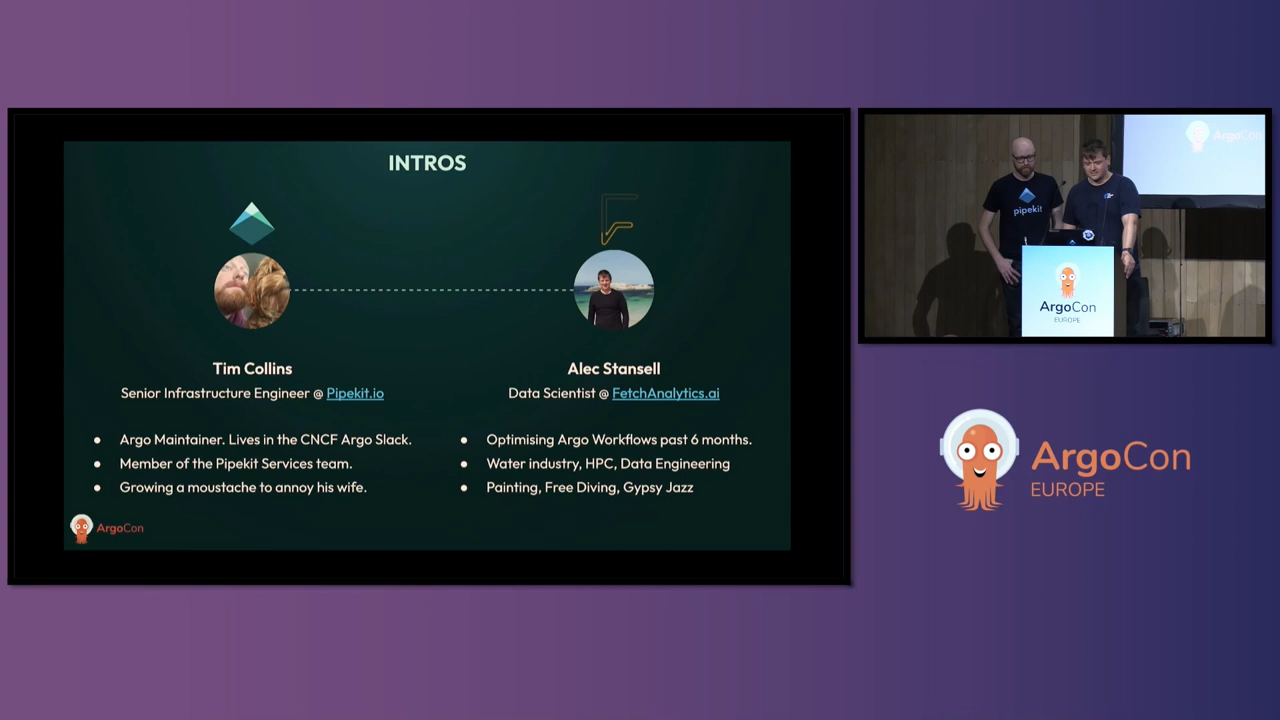 INTROS
Tim Collins
Senior Infrastructure Engineer @ Pipekit.io
● Argo Maintainer. Lives in the CNCF Argo Slack.
● Member of the Pipekit Services team.
● Growing a moustache to annoy his wife.
Alec Stansell
Data Scientist @ FetchAnalytics.ai
● Optimising Argo Workflows past 6 months.
● Water industry, HPC, Data Engineering
● Painting, Free Diving, Gypsy Jazz
ArgoCon
ArgoCon
pipekit
ArgoCon
EUROPE
ArgoCon
EUROPE